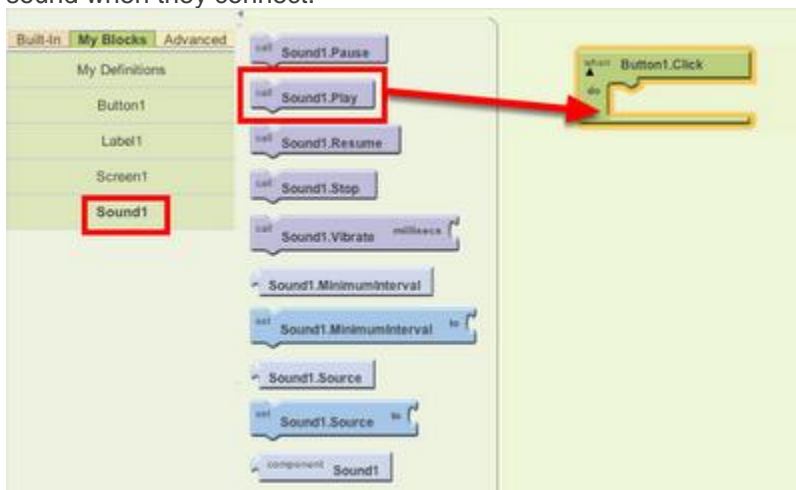 sound when they connect.
Built-In My Blocks Advanced
My Definitions
Button1
Label1
Screen1
Sound1
call Sound1.Pause
call Sound1.Play
call Sound1.Resume
call Sound1.Stop
call Sound1.Vibrate millisecs
Sound1.MinimumInterval
set Sound1.MinimumInterval to
Sound1.Source
set Sound1.Source to
component Sound1
when Button1.Click
do